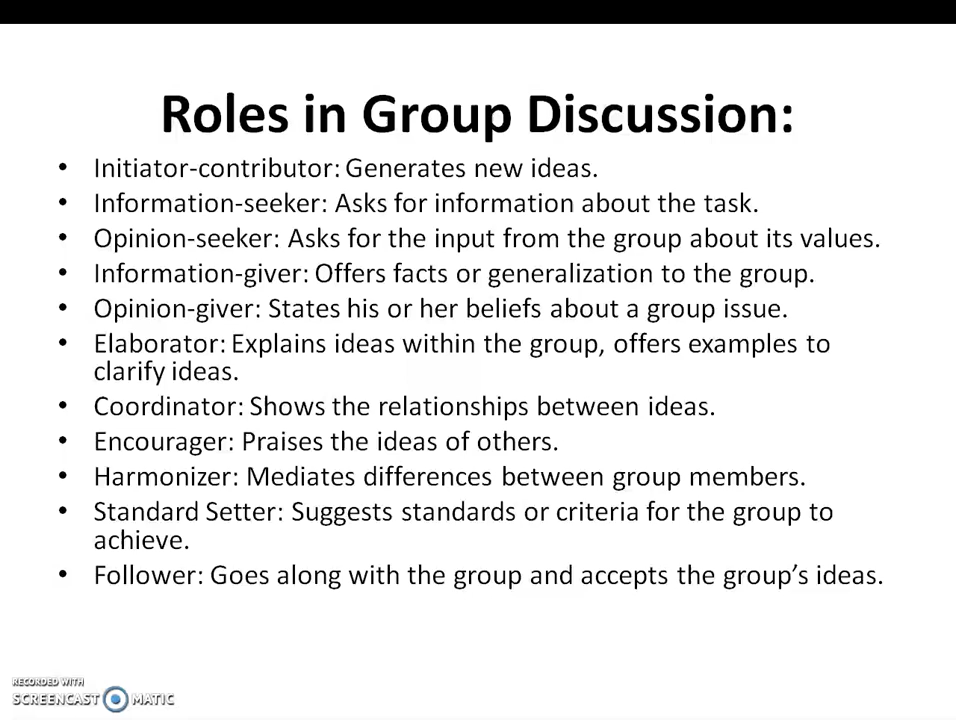 Roles in Group Discussion:
• Initiator-contributor: Generates new ideas.
• Information-seeker: Asks for information about the task.
• Opinion-seeker: Asks for the input from the group about its values.
• Information-giver: Offers facts or generalization to the group.
• Opinion-giver: States his or her beliefs about a group issue.
• Elaborator: Explains ideas within the group, offers examples to
clarify ideas.
• Coordinator: Shows the relationships between ideas.
• Encourager: Praises the ideas of others.
• Harmonizer: Mediates differences between group members.
• Standard Setter: Suggests standards or criteria for the group to
achieve.
• Follower: Goes along with the group and accepts the group’s ideas.
RECORDED WITH
SCREENCAST MATIC